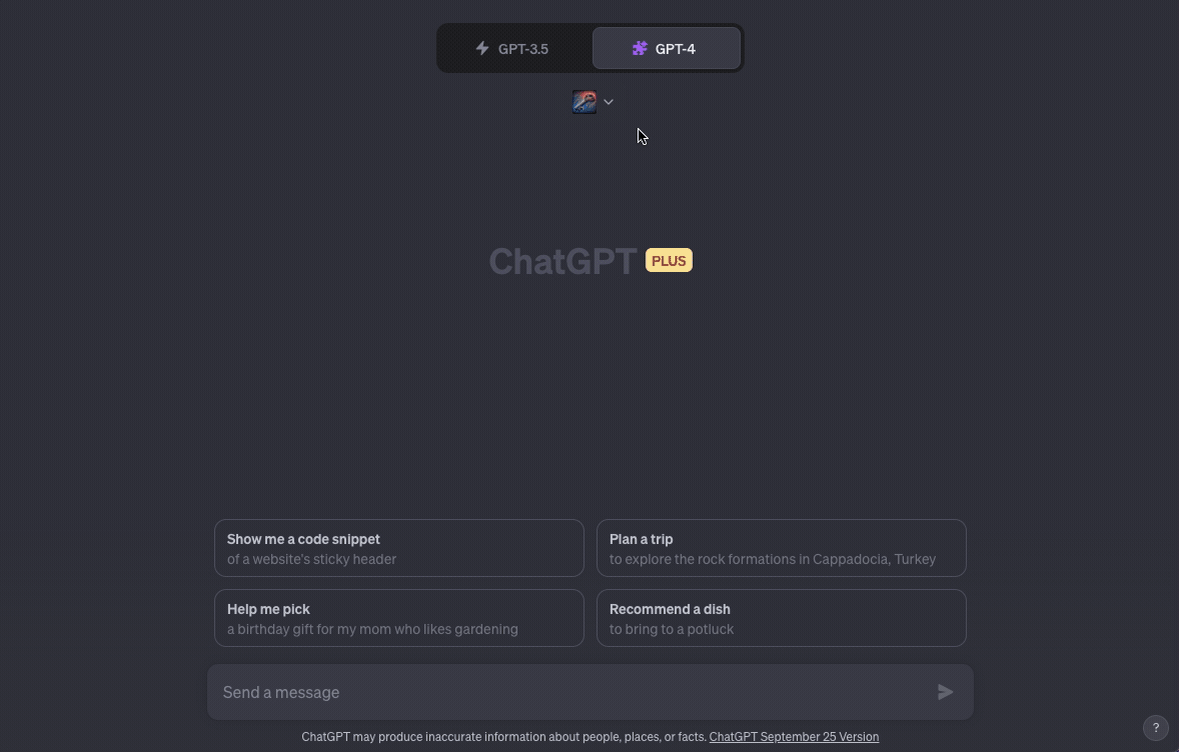 GPT-3.5
GPT-4
ChatGPT PLUS
Show me a code snippet
of a website's sticky header
Plan a trip
to explore the rock formations in Cappadocia, Turkey
Help me pick
a birthday gift for my mom who likes gardening
Recommend a dish
to bring to a potluck
Send a message
ChatGPT may produce inaccurate information about people, places, or facts. ChatGPT September 25 Version
?